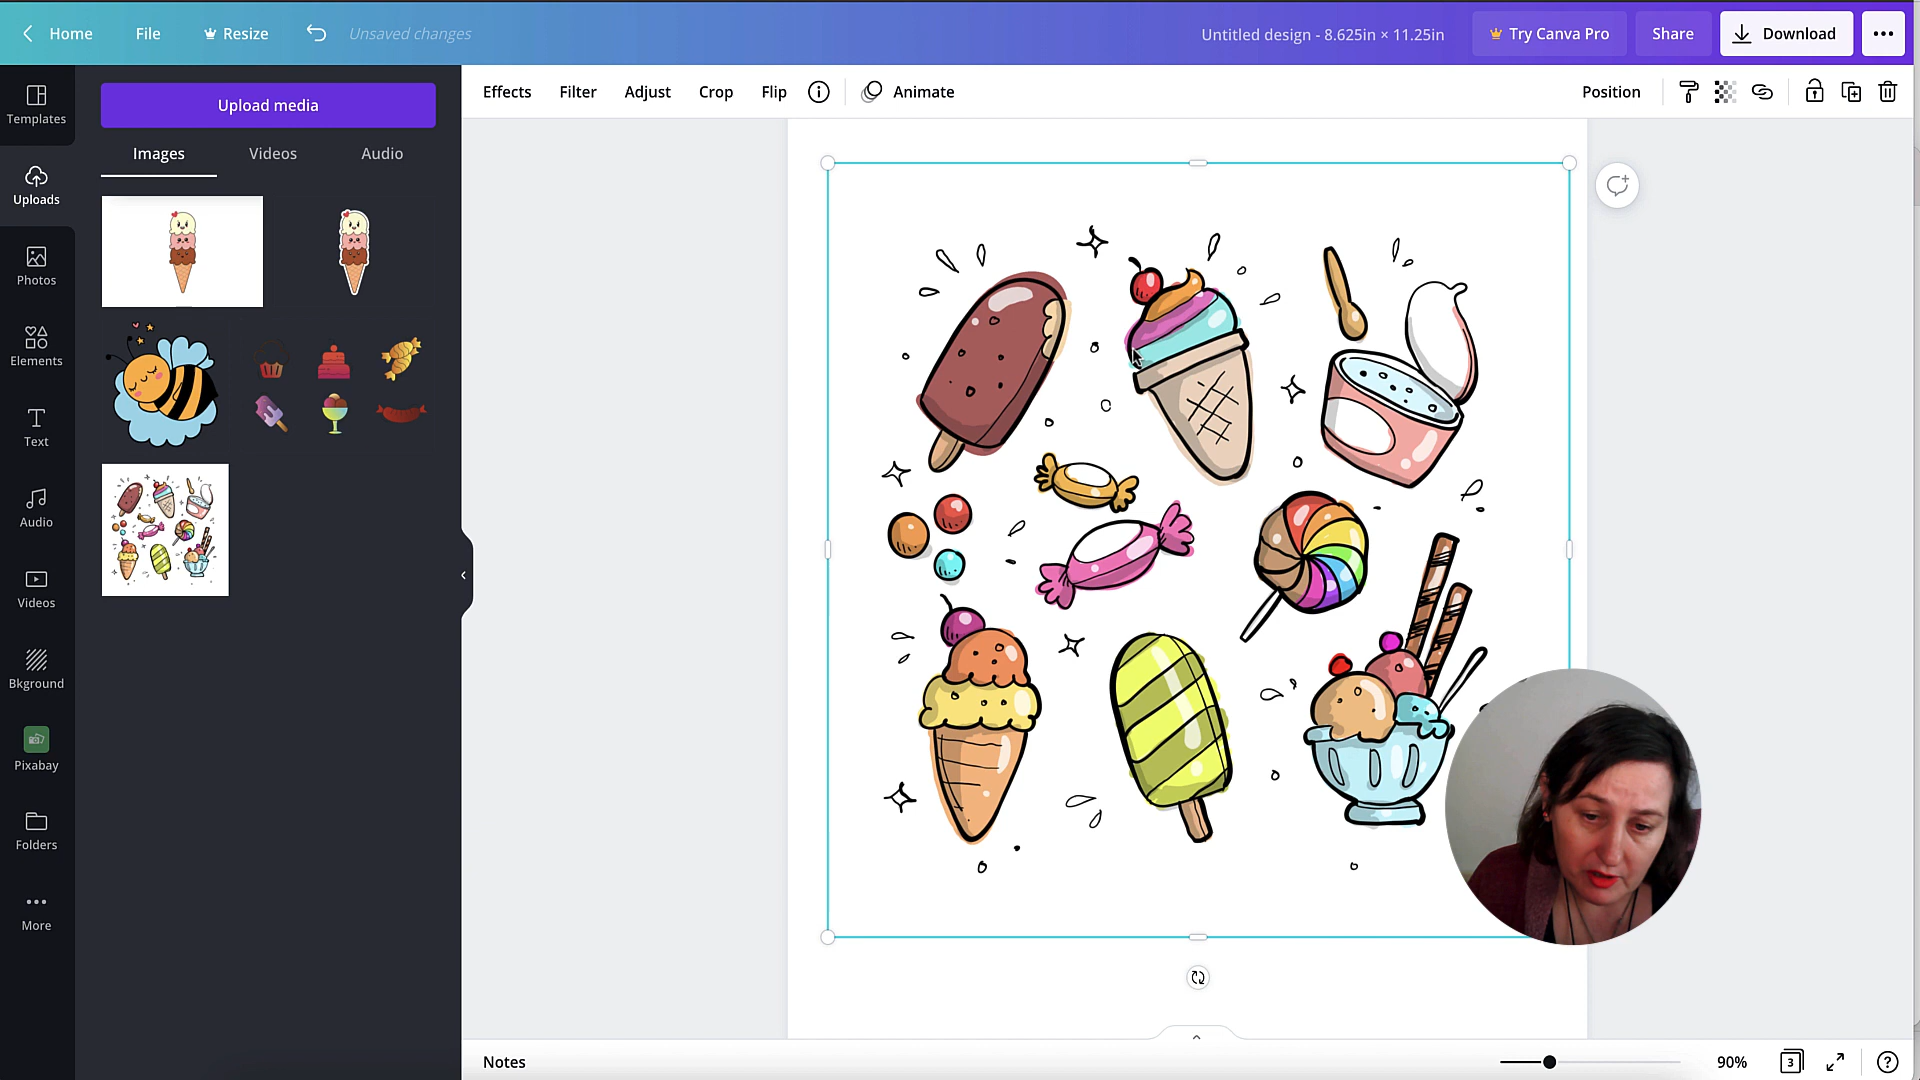 Home
File
Resize
Unsaved changes
Untitled design - 8.625in × 11.25in
Try Canva Pro
Share
Download
Templates
Uploads
Photos
Elements
Text
Audio
Videos
Bkground
Pixabay
Folders
More
Upload media
Images
Videos
Audio
Effects
Filter
Adjust
Crop
Flip
Animate
Position
Notes
90%
3